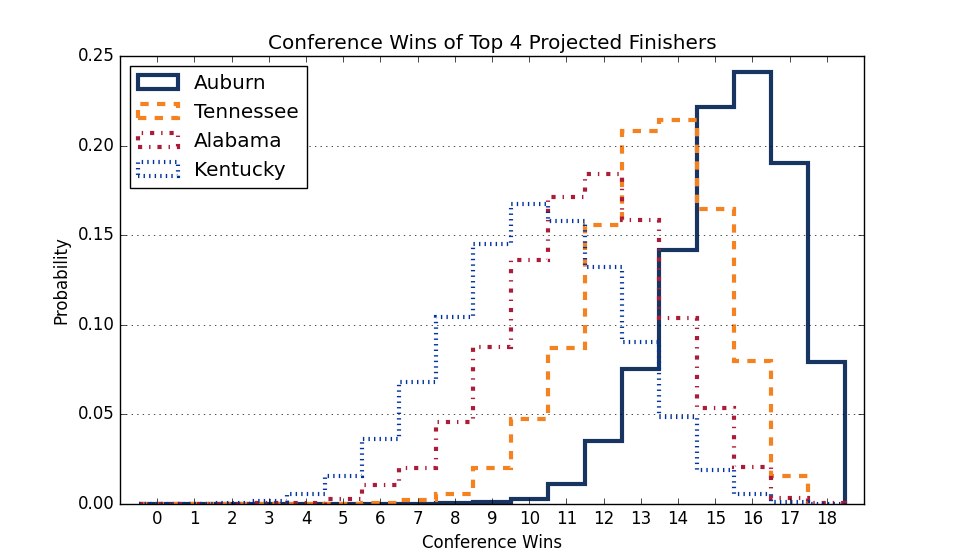 Conference Wins of Top 4 Projected Finishers
Auburn
Tennessee
Alabama
Kentucky
Probability
0.25
0.20
0.15
0.10
0.05
0.00
0 1 2 3 4 5 6 7 8 9 10 11 12 13 14 15 16 17 18
Conference Wins